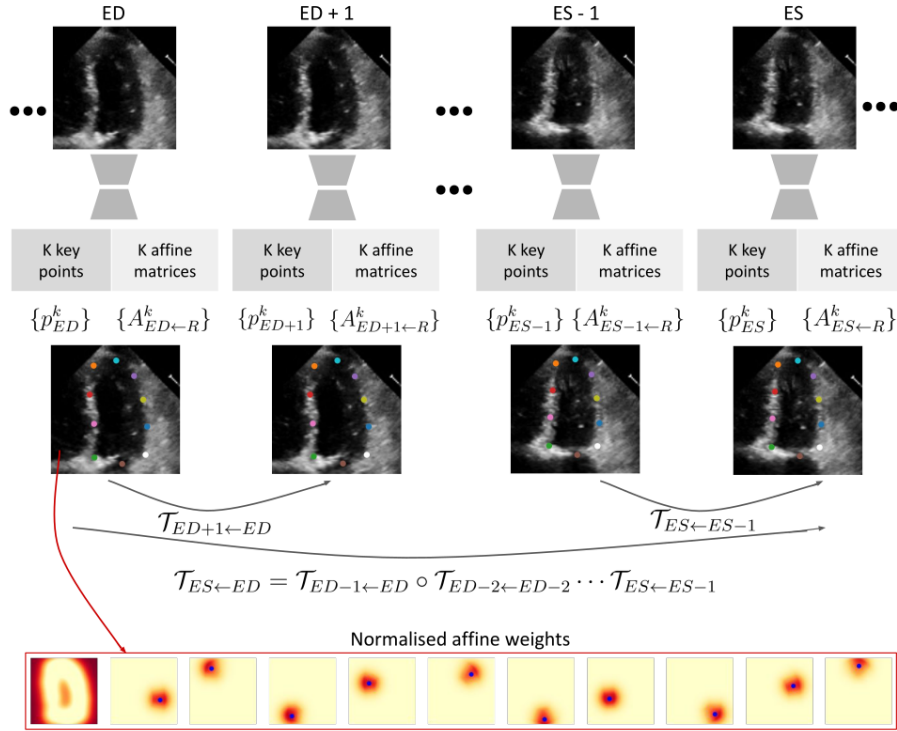 ED ED + 1 ES - 1 ES
••• ••• •••
•••
K key points K affine matrices K key points K affine matrices K key points K affine matrices K key points K affine matrices
{p^k_{ED}} {A^k_{ED←R}} {p^k_{ED+1}} {A^k_{ED+1←R}} {p^k_{ES−1}} {A^k_{ES−1←R}} {p^k_{ES}} {A^k_{ES←R}}
𝒯_{ED+1←ED} 𝒯_{ES←ES−1}
𝒯_{ES←ED} = 𝒯_{ED−1←ED} ∘ 𝒯_{ED−2←ED−2} ··· 𝒯_{ES←ES−1}
Normalised affine weights